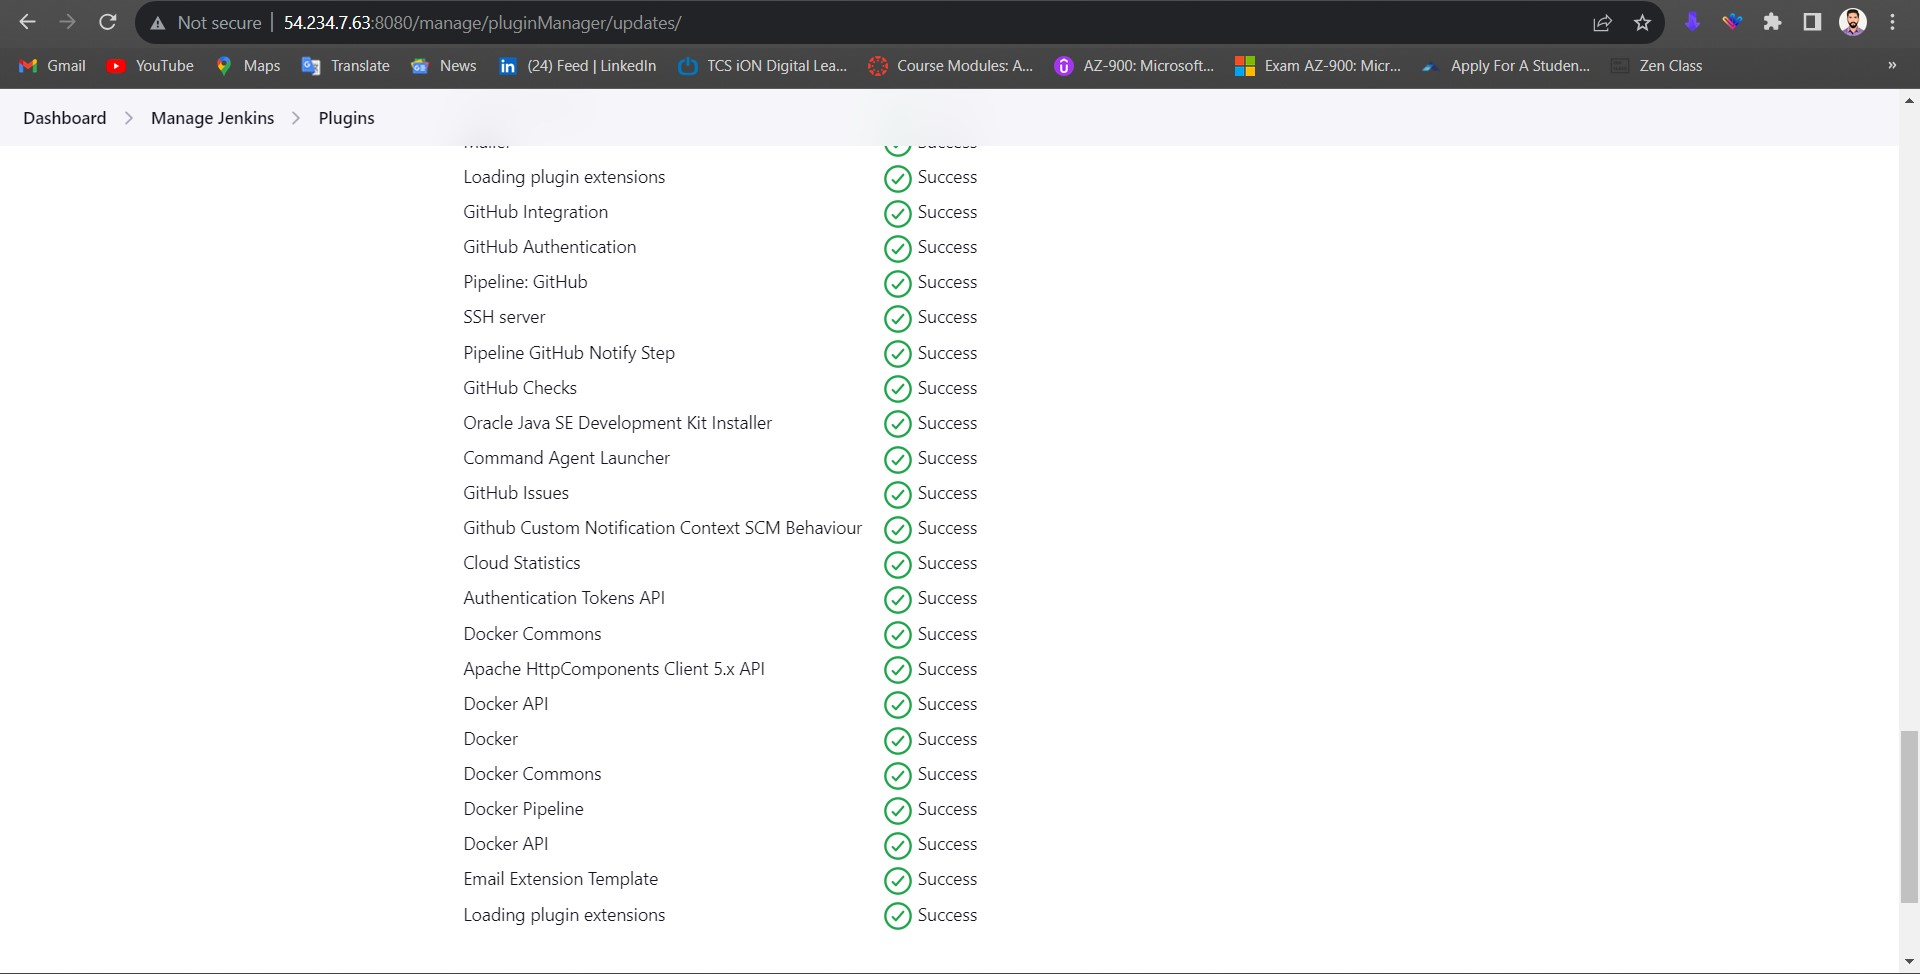 Not secure | 54.234.7.63:8080/manage/pluginManager/updates/
Gmail YouTube Maps Translate News (24) Feed | LinkedIn TCS iON Digital Lea... Course Modules: A... AZ-900: Microsoft... Exam AZ-900: Micr... Apply For A Studen... Zen Class »
Dashboard > Manage Jenkins > Plugins
Loading plugin extensions Success
GitHub Integration Success
GitHub Authentication Success
Pipeline: GitHub Success
SSH server Success
Pipeline GitHub Notify Step Success
GitHub Checks Success
Oracle Java SE Development Kit Installer Success
Command Agent Launcher Success
GitHub Issues Success
Github Custom Notification Context SCM Behaviour Success
Cloud Statistics Success
Authentication Tokens API Success
Docker Commons Success
Apache HttpComponents Client 5.x API Success
Docker API Success
Docker Success
Docker Commons Success
Docker Pipeline Success
Docker API Success
Email Extension Template Success
Loading plugin extensions Success